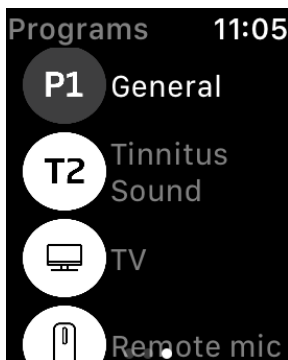 Programs 11:05
P1 General
T2 Tinnitus
Sound
TV
Remote mic